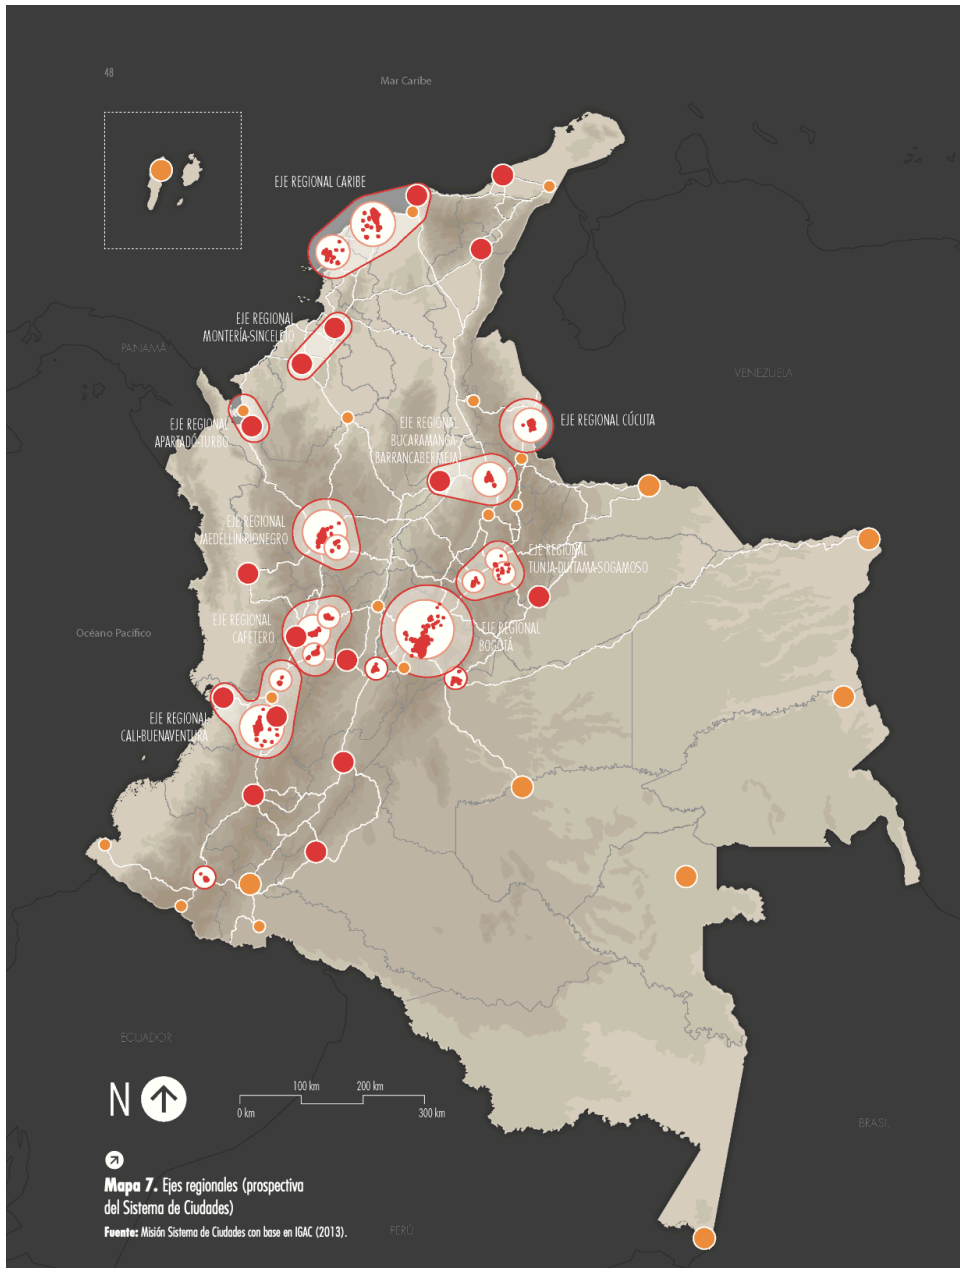 48
Mar Caribe
EJE REGIONAL CARIBE
EJE REGIONAL
MONTERÍA-SINCELEJO
PANAMÁ
VENEZUELA
EJE REGIONAL
APARTADÓ-TURBO
EJE REGIONAL
BUCARAMANGA-
BARRANCABERMEJA
EJE REGIONAL CÚCUTA
EJE REGIONAL
MEDELLÍN-RIONEGRO
EJE REGIONAL
TUNJA-DUITAMA-SOGAMOSO
Océano Pacífico
EJE REGIONAL
CAFETERO
EJE REGIONAL
BOGOTÁ
EJE REGIONAL
CALI-BUENAVENTURA
ECUADOR
N
100 km
200 km
0 km
300 km
BRASIL
Mapa 7. Ejes regionales (prospectiva
del Sistema de Ciudades)
Fuente: Misión Sistema de Ciudades con base en IGAC (2013).
PERÚ